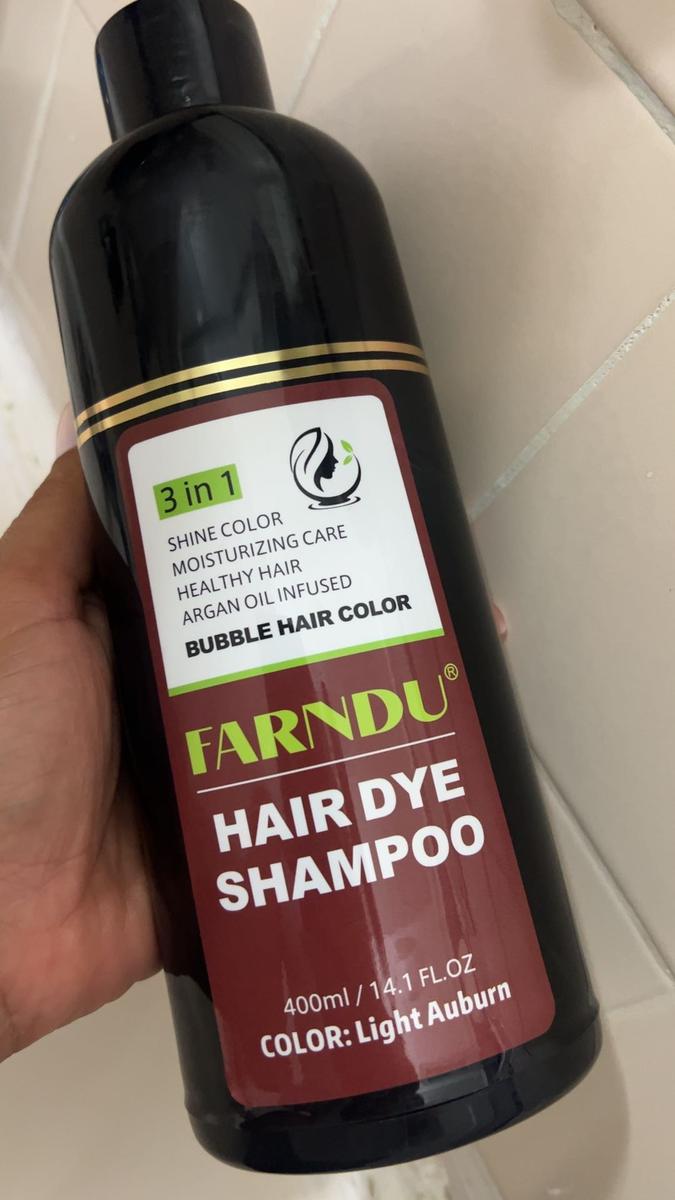 3 in 1
SHINE COLOR
MOISTURIZING CARE
HEALTHY HAIR
ARGAN OIL INFUSED
BUBBLE HAIR COLOR
FARNDU®
HAIR DYE
SHAMPOO
400ml / 14.1 FL.OZ
COLOR: Light Auburn